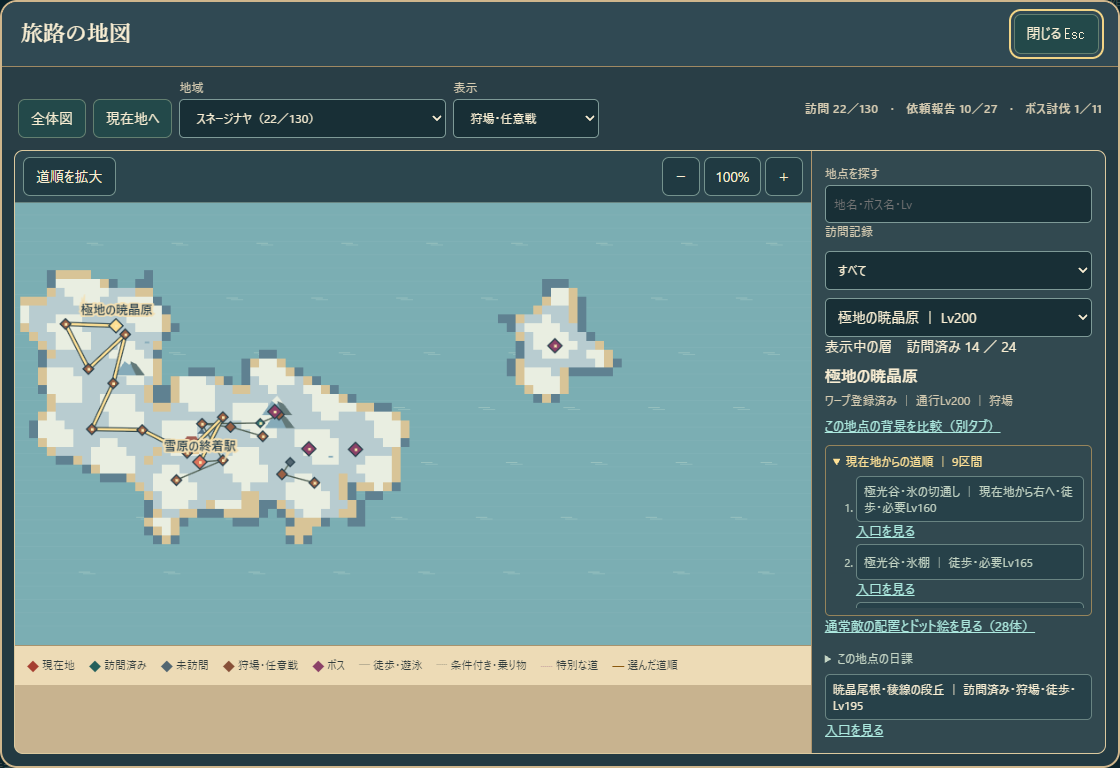 旅路の地図
閉じる Esc
全体図
現在地へ
地域
スネージナヤ（22／130）
表示
狩場・任意戦
訪問 22／130 ・ 依頼報告 10／27 ・ ボス討伐 1／11
道順を拡大
−
100%
+
極地の暁晶原
雪原の終着駅
現在地
訪問済み
未訪問
狩場・任意戦
ボス
徒歩・遊泳
条件付き・乗り物
特別な道
選んだ道順
地点を探す
地名・ボス名・Lv
訪問記録
すべて
極地の暁晶原 ｜ Lv200
表示中の層 訪問済み 14 ／ 24
極地の暁晶原
ワープ登録済み ｜ 通行Lv200 ｜ 狩場
この地点の背景を比較（別タブ）
▼ 現在地からの道順 ｜ 9区間
1. 極光谷・氷の切通し ｜ 現在地から右へ・徒
歩・必要Lv160
入口を見る
2. 極光谷・氷棚 ｜ 徒歩・必要Lv165
入口を見る
通常敵の配置とドット絵を見る（28体）
▶ この地点の日課
暁晶尾根・稜線の段丘 ｜ 訪問済み・狩場・徒歩・
Lv195
入口を見る